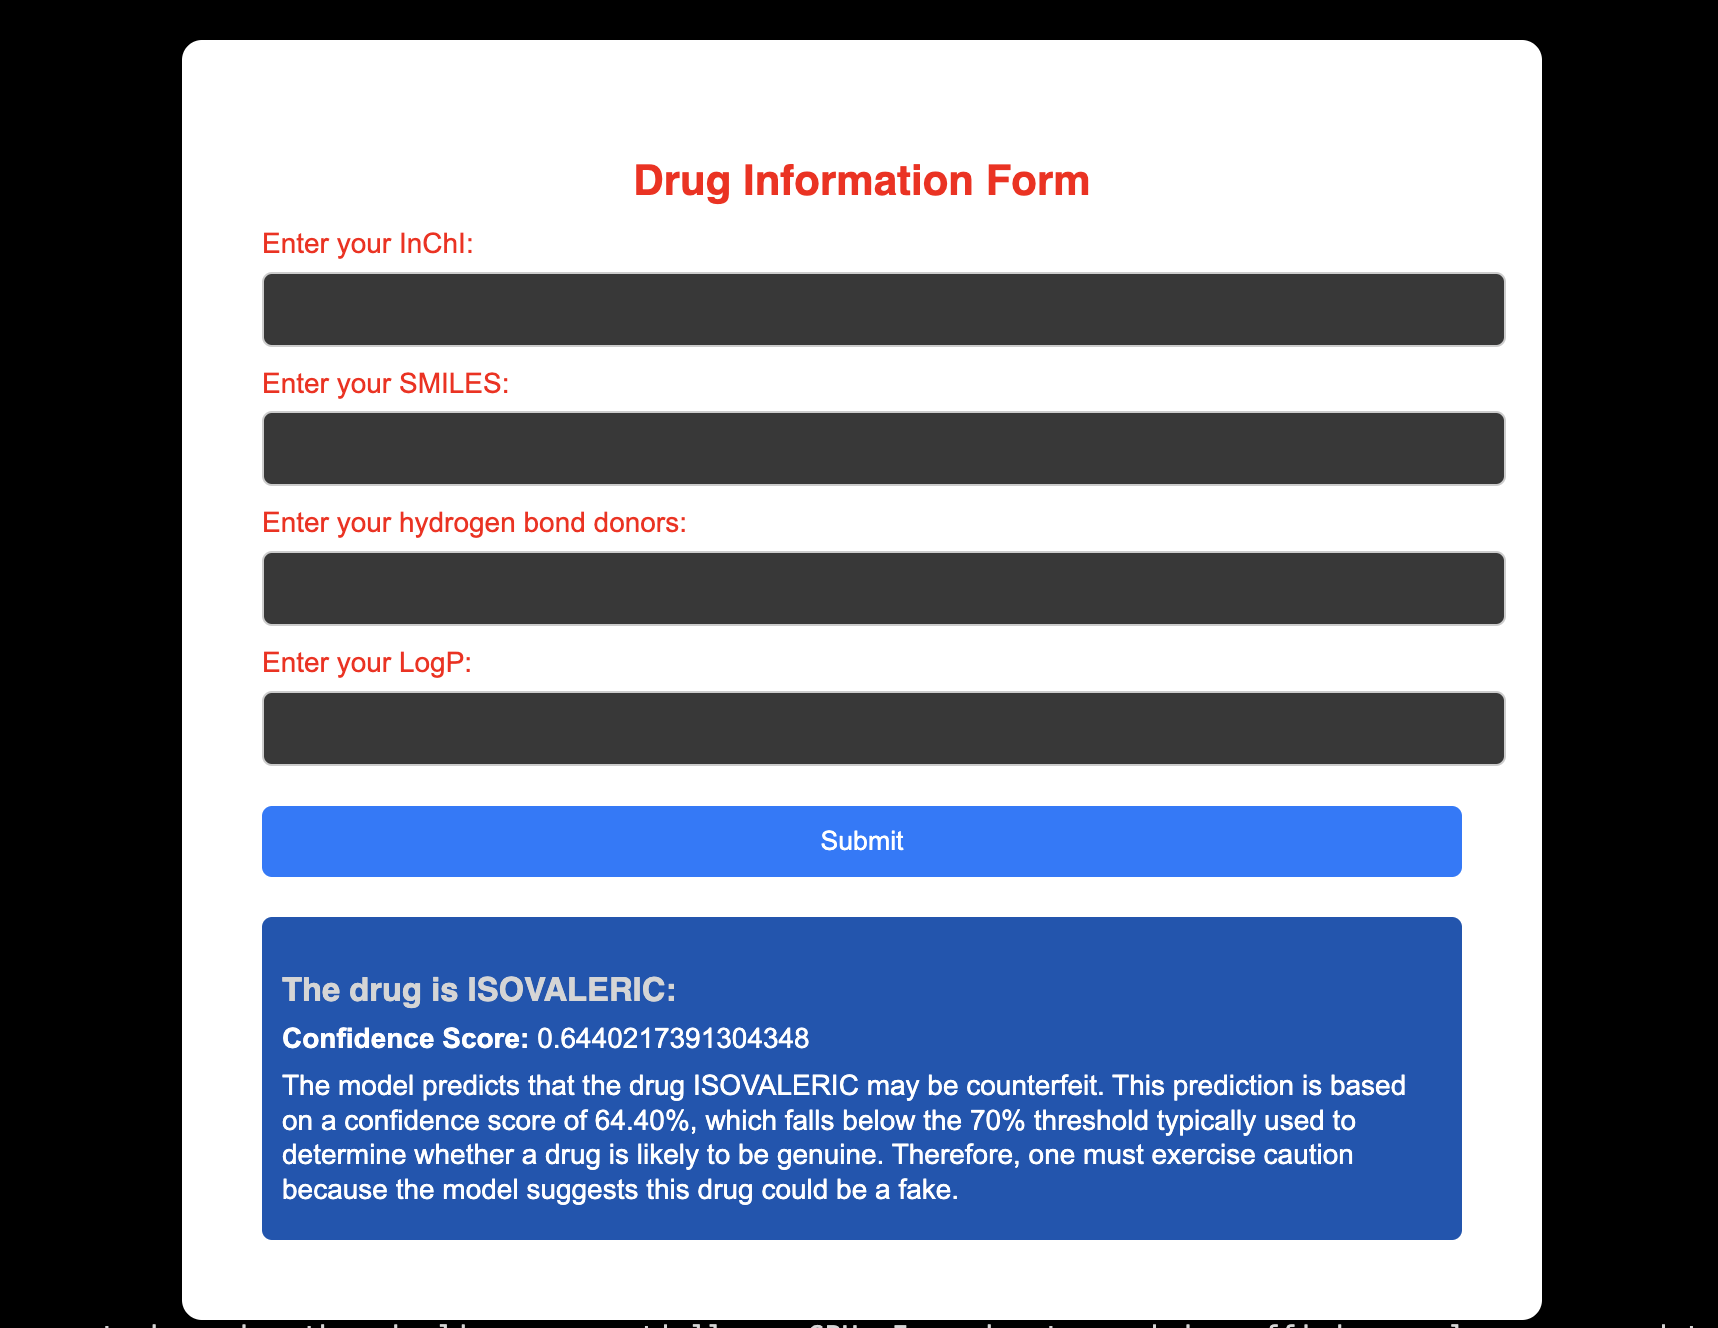 Drug Information Form
Enter your InChI:
Enter your SMILES:
Enter your hydrogen bond donors:
Enter your LogP:
Submit
The drug is ISOVALERIC:
Confidence Score: 0.6440217391304348
The model predicts that the drug ISOVALERIC may be counterfeit. This prediction is based
on a confidence score of 64.40%, which falls below the 70% threshold typically used to
determine whether a drug is likely to be genuine. Therefore, one must exercise caution
because the model suggests this drug could be a fake.